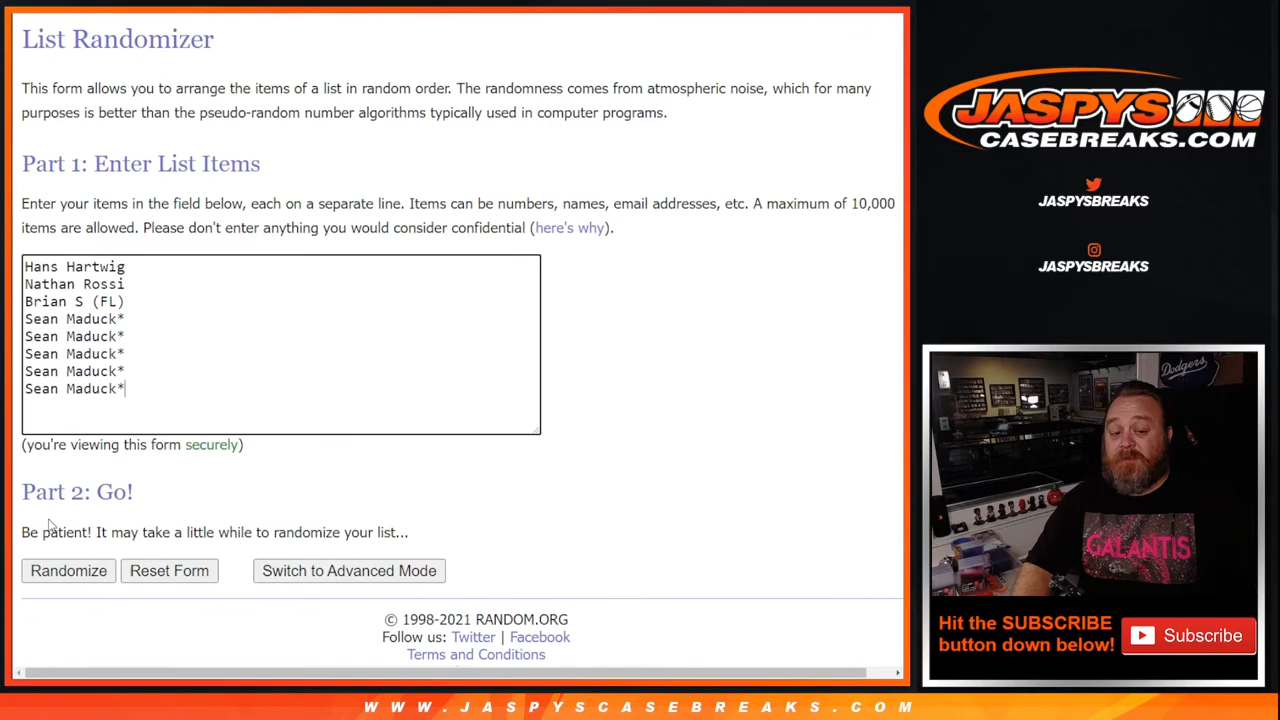 List Randomizer
This form allows you to arrange the items of a list in random order. The randomness comes from atmospheric noise, which for many
purposes is better than the pseudo-random number algorithms typically used in computer programs.
Part 1: Enter List Items
Enter your items in the field below, each on a separate line. Items can be numbers, names, email addresses, etc. A maximum of 10,000
items are allowed. Please don't enter anything you would consider confidential (here's why).
Hans Hartwig
Nathan Rossi
Brian S (FL)
Sean Maduck*
Sean Maduck*
Sean Maduck*
Sean Maduck*
Sean Maduck*
(you're viewing this form securely)
Part 2: Go!
Be patient! It may take a little while to randomize your list...
Randomize Reset Form Switch to Advanced Mode
© 1998-2021 RANDOM.ORG
Follow us: Twitter | Facebook
Terms and Conditions
JASPYS
CASEBREAKS.COM
JASPYSBREAKS
JASPYSBREAKS
Dodgers
GALANTIS
Hit the SUBSCRIBE
button down below!
Subscribe
WWW.JASPYSCASEBREAKS.COM